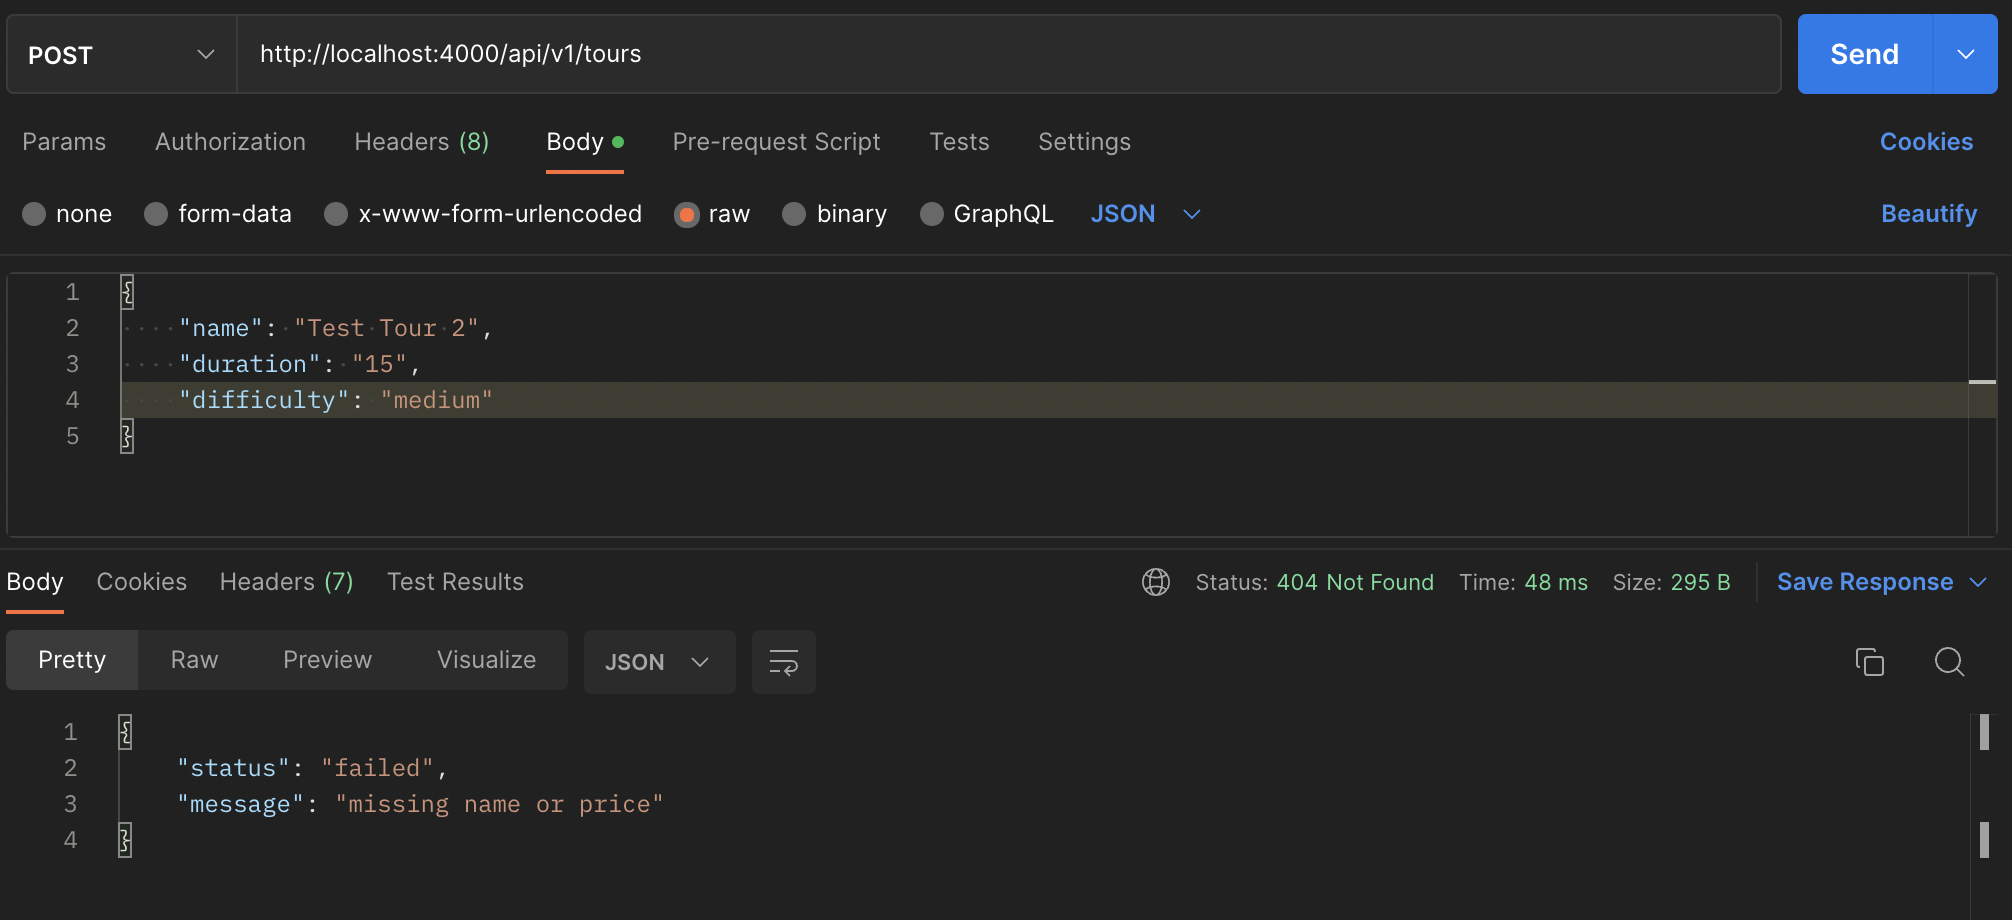 POST http://localhost:4000/api/v1/tours Send
Params Authorization Headers (8) Body Pre-request Script Tests Settings Cookies
none form-data x-www-form-urlencoded raw binary GraphQL JSON Beautify
1 {
2 "name": "Test Tour 2",
3 "duration": "15",
4 "difficulty": "medium"
5 }
Body Cookies Headers (7) Test Results Status: 404 Not Found Time: 48 ms Size: 295 B Save Response
Pretty Raw Preview Visualize JSON
1 {
2 "status": "failed",
3 "message": "missing name or price"
4 }